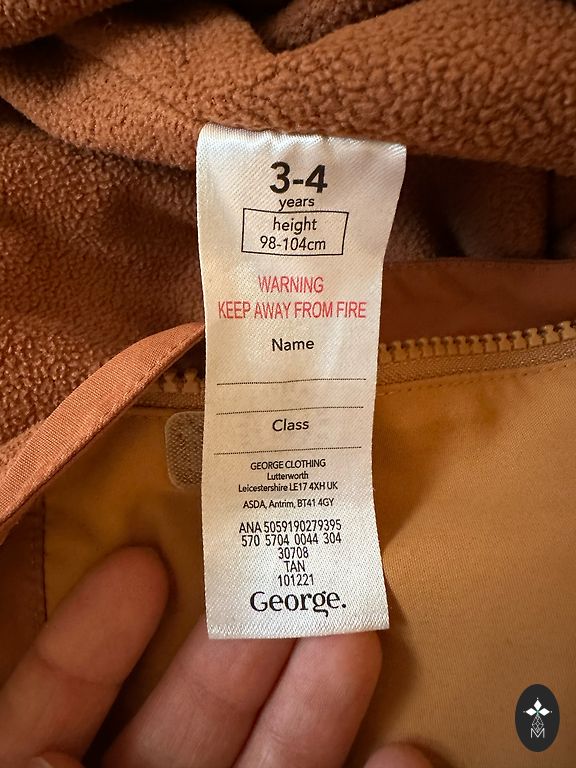 3-4
years
height
98-104cm
WARNING
KEEP AWAY FROM FIRE
Name
Class
GEORGE CLOTHING
Lutterworth
Leicestershire LE17 4XH UK
ASDA, Antrim, BT41 4GY
ANA 5059190279395
570 5704 0044 304
30708
TAN
101221
George.
M